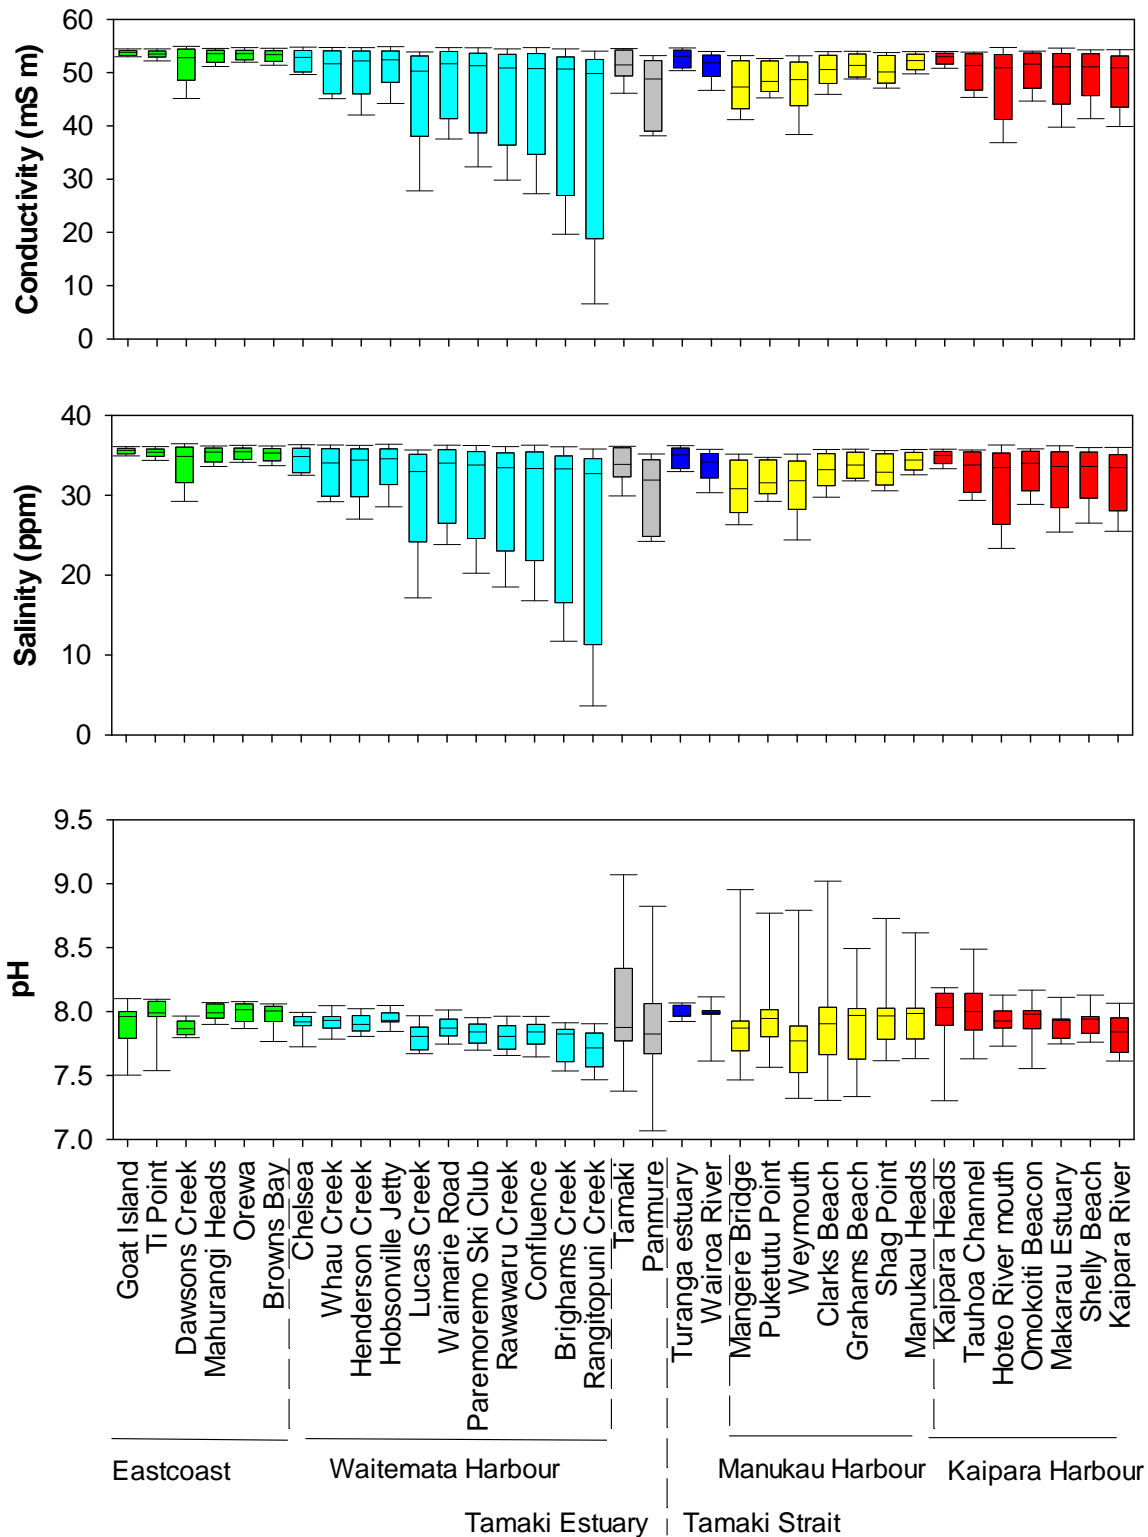 Conductivity (mS m)
60
50
40
30
20
10
0
Salinity (ppm)
40
30
20
10
0
pH
9.5
9.0
8.5
8.0
7.5
7.0
Goat Island
Ti Point
Dawsons Creek
Mahurangi Heads
Orewa
Browns Bay
Chelsea
Whau Creek
Henderson Creek
Hobsonville Jetty
Lucas Creek
Waimarie Road
Paremoremo Ski Club
Rawawaru Creek
Confluence
Brighams Creek
Rangitopuni Creek
Tamaki
Panmure
Turanga estuary
Wairoa River
Mangere Bridge
Puketutu Point
Weymouth
Clarks Beach
Grahams Beach
Shag Point
Manukau Heads
Kaipara Heads
Tauhoa Channel
Hoteo River mouth
Omokoiti Beacon
Makarau Estuary
Shelly Beach
Kaipara River
Eastcoast
Waitemata Harbour
Manukau Harbour
Kaipara Harbour
Tamaki Estuary
Tamaki Strait